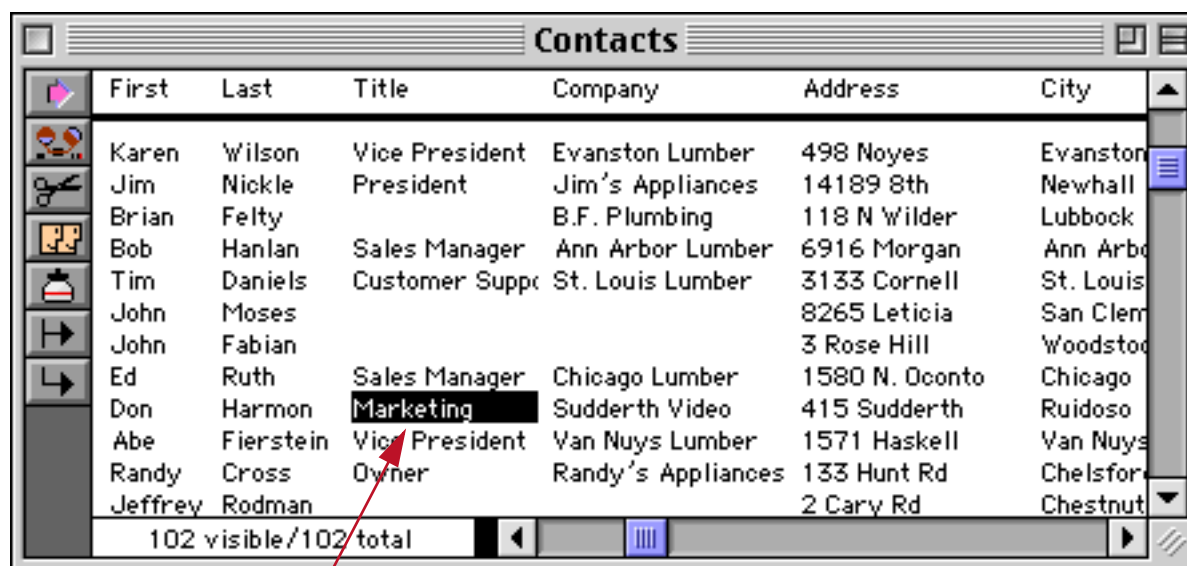 Contacts
First Last Title Company Address City
Karen Wilson Vice President Evanston Lumber 498 Noyes Evanston
Jim Nickle President Jim's Appliances 14189 8th Newhall
Brian Felty B.F. Plumbing 118 N Wilder Lubbock
Bob Hanlan Sales Manager Ann Arbor Lumber 6916 Morgan Ann Arbo
Tim Daniels Customer Suppo St. Louis Lumber 3133 Cornell St. Louis
John Moses 8265 Leticia San Clem
John Fabian 3 Rose Hill Woodstoc
Ed Ruth Sales Manager Chicago Lumber 1580 N. Oconto Chicago
Don Harmon Marketing Sudderth Video 415 Sudderth Ruidoso
Abe Fierstein Vice President Van Nuys Lumber 1571 Haskell Van Nuys
Randy Cross Owner Randy's Appliances 133 Hunt Rd Chelsfor
Jeffrey Rodman 2 Cary Rd Chestnut
102 visible/102 total